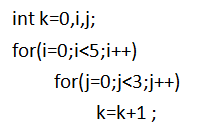 int k=0,i,j;
for(i=0;i<5;i++)
for(j=0;j<3;j++)
k=k+1 ;